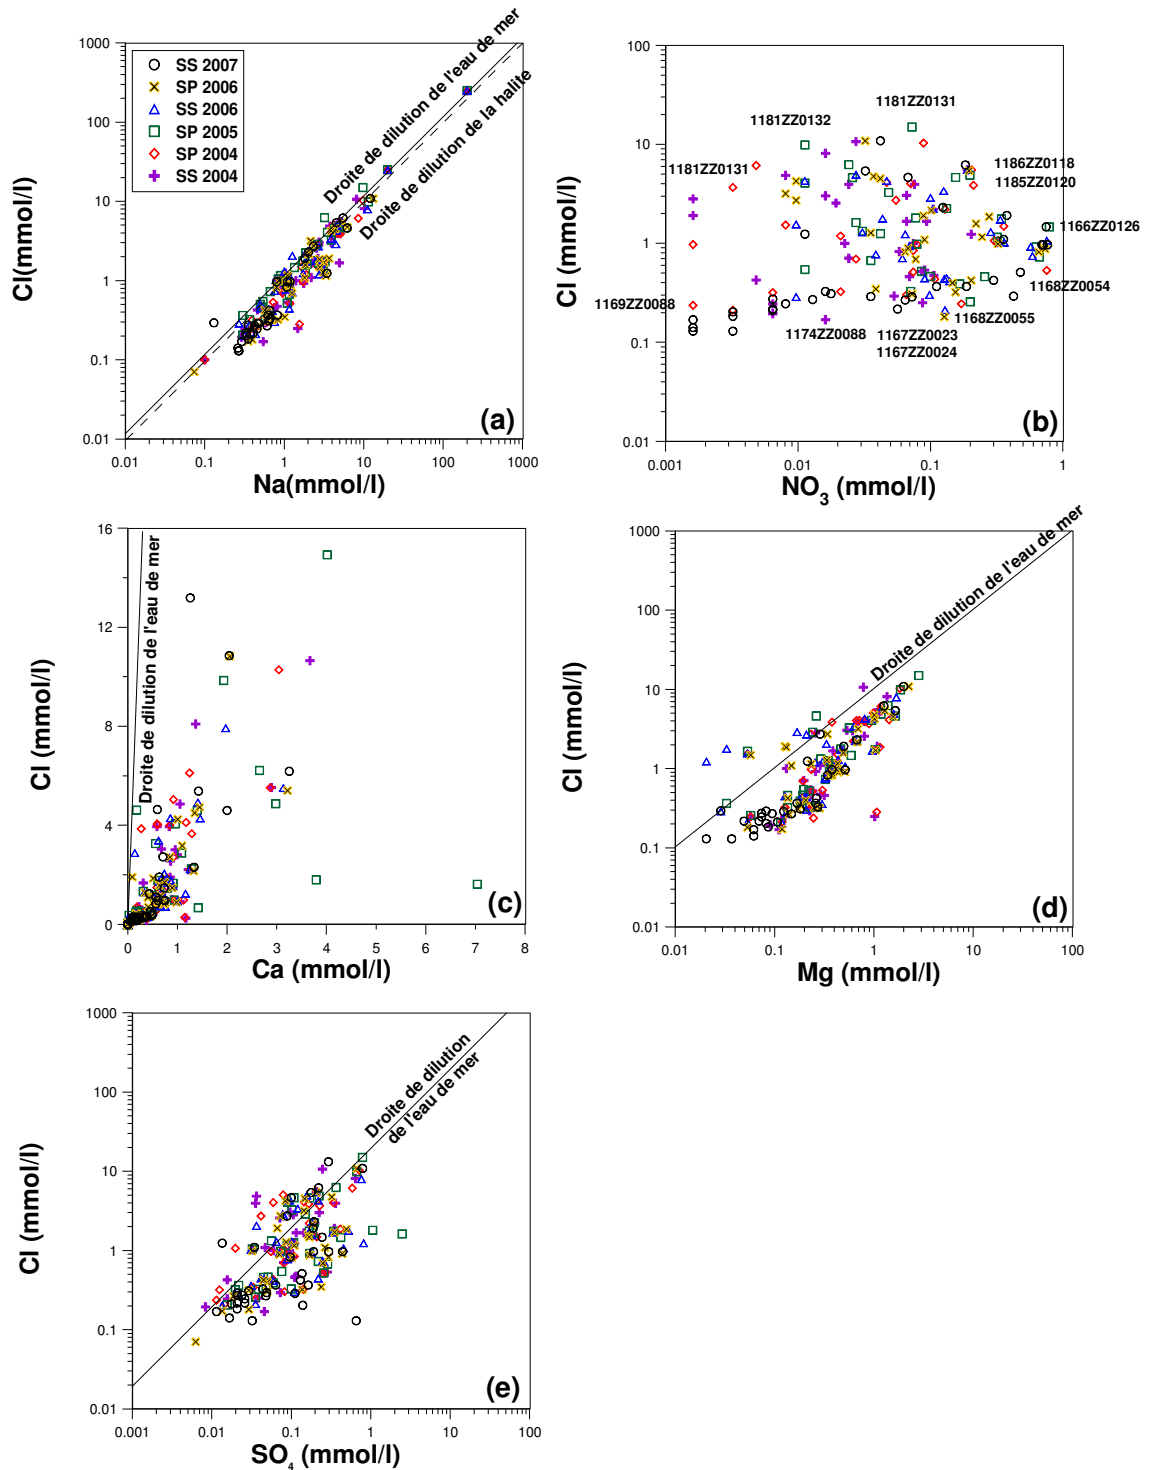 1000
100
10
1
0.1
0.01
Cl(mmol/l)
SS 2007
SP 2006
SS 2006
SP 2005
SP 2004
SS 2004
Droite de dilution de l'eau de mer
Droite de dilution de la halite
(a)
0.01 0.1 1 10 100 1000
Na(mmol/l)
100
10
1
0.1
0.01
Cl (mmol/l)
1181ZZ0131
1181ZZ0132
1181ZZ0131
1186ZZ0118
1185ZZ0120
1166ZZ0126
1168ZZ0054
1169ZZ0088
1168ZZ0055
1174ZZ0088
1167ZZ0023
1167ZZ0024
(b)
0.001 0.01 0.1 1
NO3 (mmol/l)
16
12
8
4
0
Cl (mmol/l)
Droite de dilution de l'eau de mer
(c)
0 1 2 3 4 5 6 7 8
Ca (mmol/l)
1000
100
10
1
0.1
0.01
Cl (mmol/l)
Droite de dilution de l'eau de mer
(d)
0.01 0.1 1 10 100
Mg (mmol/l)
1000
100
10
1
0.1
0.01
Cl (mmol/l)
Droite de dilution
de l'eau de mer
(e)
0.001 0.01 0.1 1 10 100
SO4 (mmol/l)